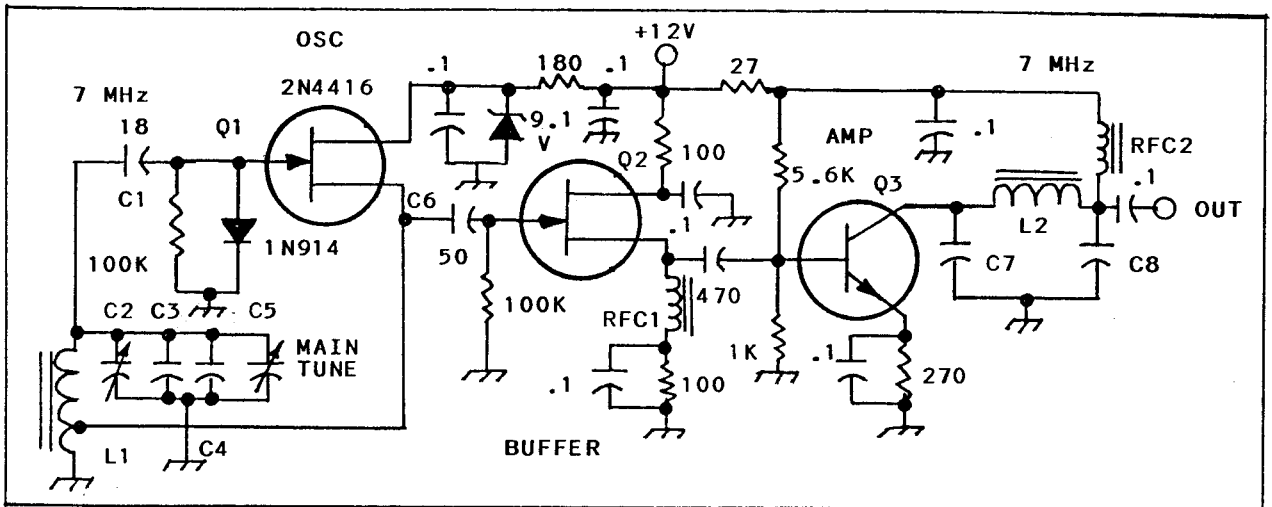 OSC
+12V
.1
180
.1
27
7 MHz
7 MHz
2N4416
18
Q1
9.1
V
AMP
.1
RFC2
Q2
100
5.6K
Q3
.1
OUT
C1
C6
L2
1N914
.1
C7
C8
100K
50
100K
470
RFC1
C2
C3
C5
MAIN
TUNE
1K
.1
270
.1
100
L1
C4
BUFFER